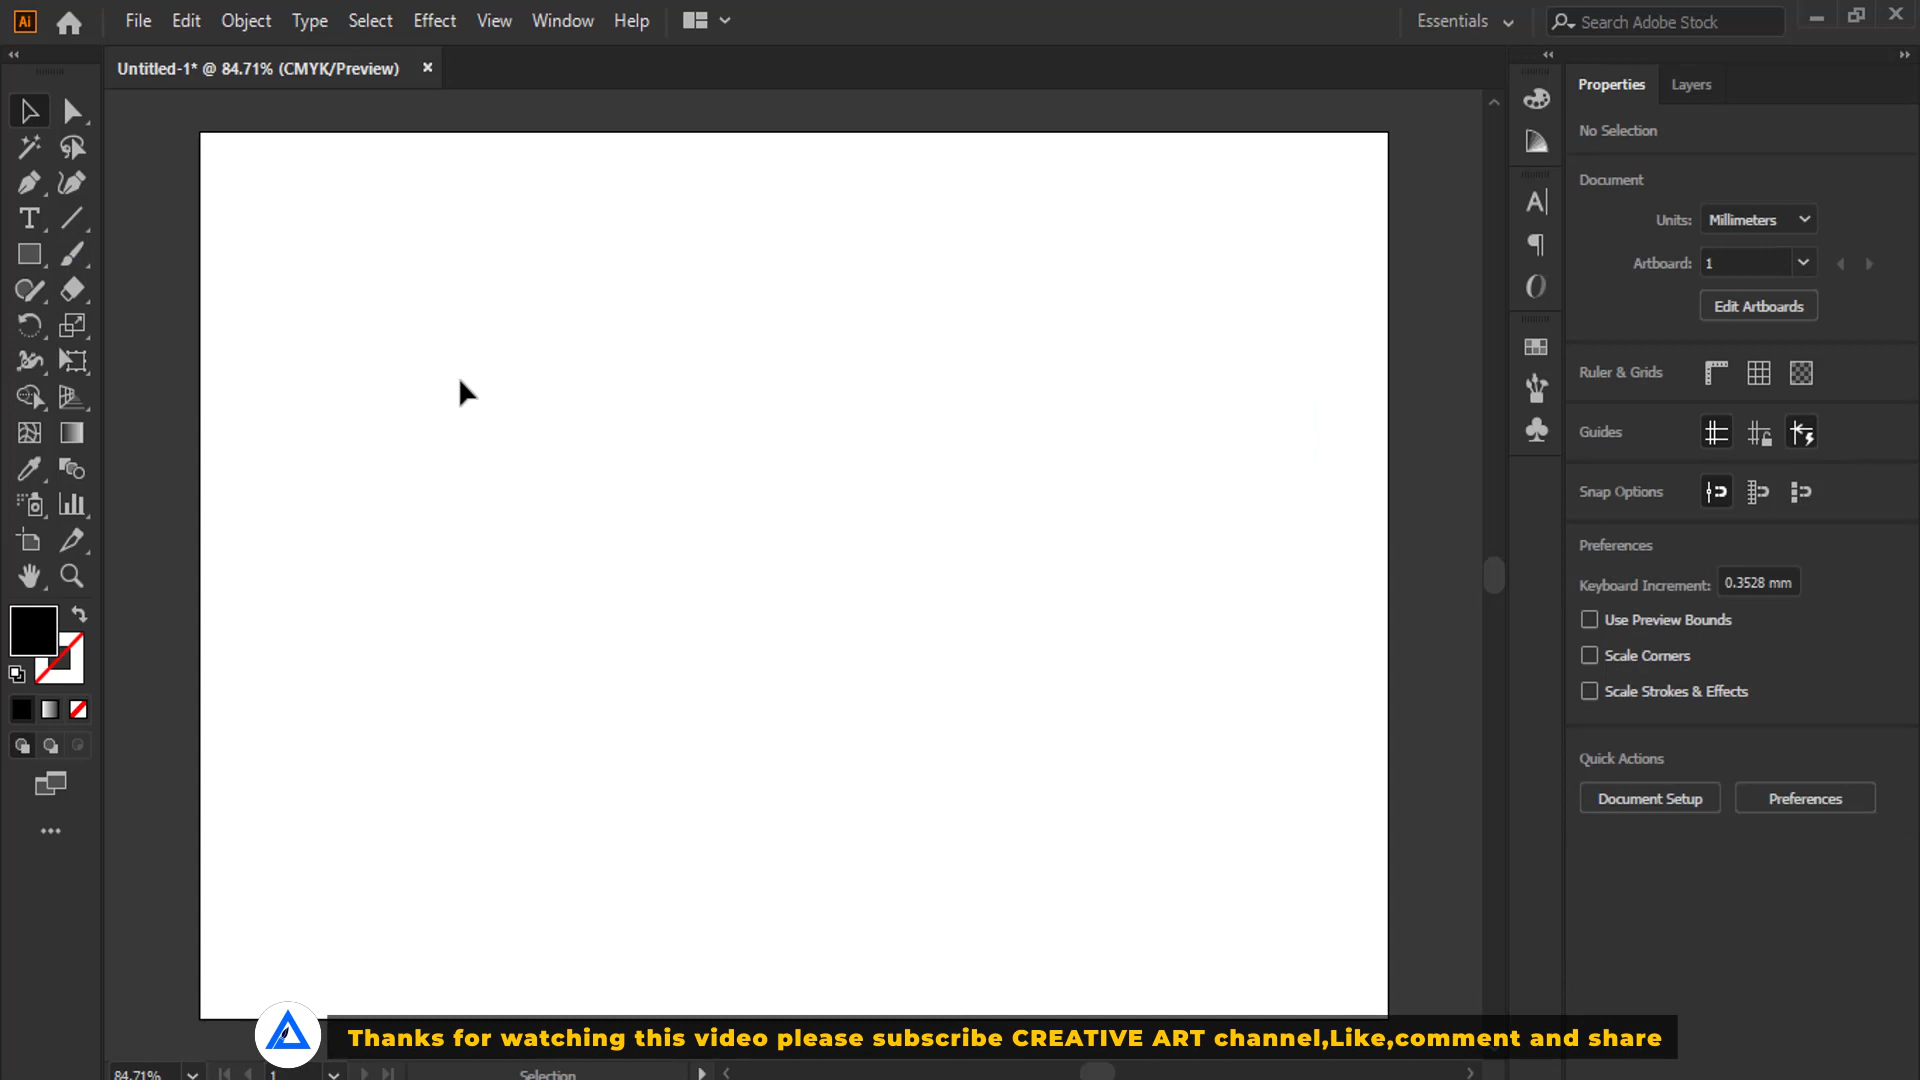 Ai File Edit Object Type Select Effect View Window Help Essentials Search Adobe Stock
Untitled-1* @ 84.71% (CMYK/Preview)
Properties Layers
No Selection
Document
Units: Millimeters
Artboard: 1
Edit Artboards
Ruler & Grids
Guides
Snap Options
Preferences
Keyboard Increment: 0.3528 mm
Use Preview Bounds
Scale Corners
Scale Strokes & Effects
Quick Actions
Document Setup Preferences
Thanks for watching this video please subscribe CREATIVE ART channel,Like,comment and share
84.71% 1 Selection